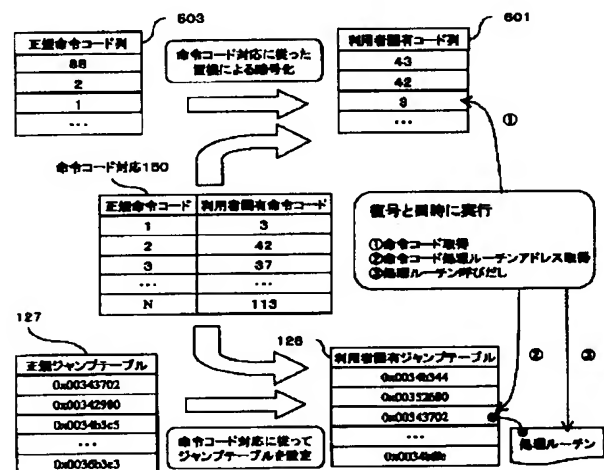 603
正規命令コード列
88
2
1
...
命令コード対応に従った
置換による暗号化
601
利用者固有コード列
43
42
3
...
①
命令コード対応150
正規命令コード 利用者固有命令コード
1 3
2 42
3 37
... ...
N 113
復号と同時に実行
①命令コード取得
②命令コード処理ルーチンアドレス取得
③処理ルーチン呼びだし
127
正規ジャンプテーブル
0x00343702
0x00342980
0x0034b3c5
...
0x0036b3e3
命令コード対応に従って
ジャンプテーブルを設定
128
利用者固有ジャンプテーブル
0x0034b344
0x00352680
0x00343702
...
②
③
処理ルーチン